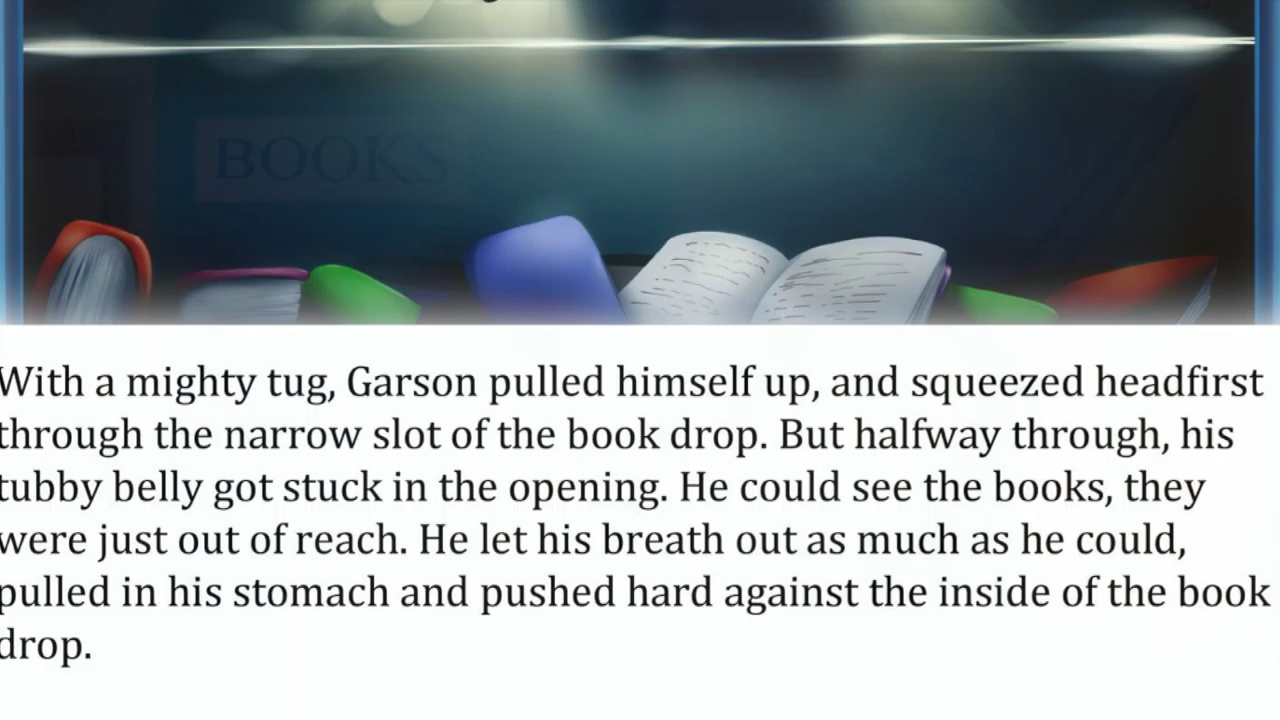 BOOKS
With a mighty tug, Garson pulled himself up, and squeezed headfirst
through the narrow slot of the book drop. But halfway through, his
tubby belly got stuck in the opening. He could see the books, they
were just out of reach. He let his breath out as much as he could,
pulled in his stomach and pushed hard against the inside of the book
drop.